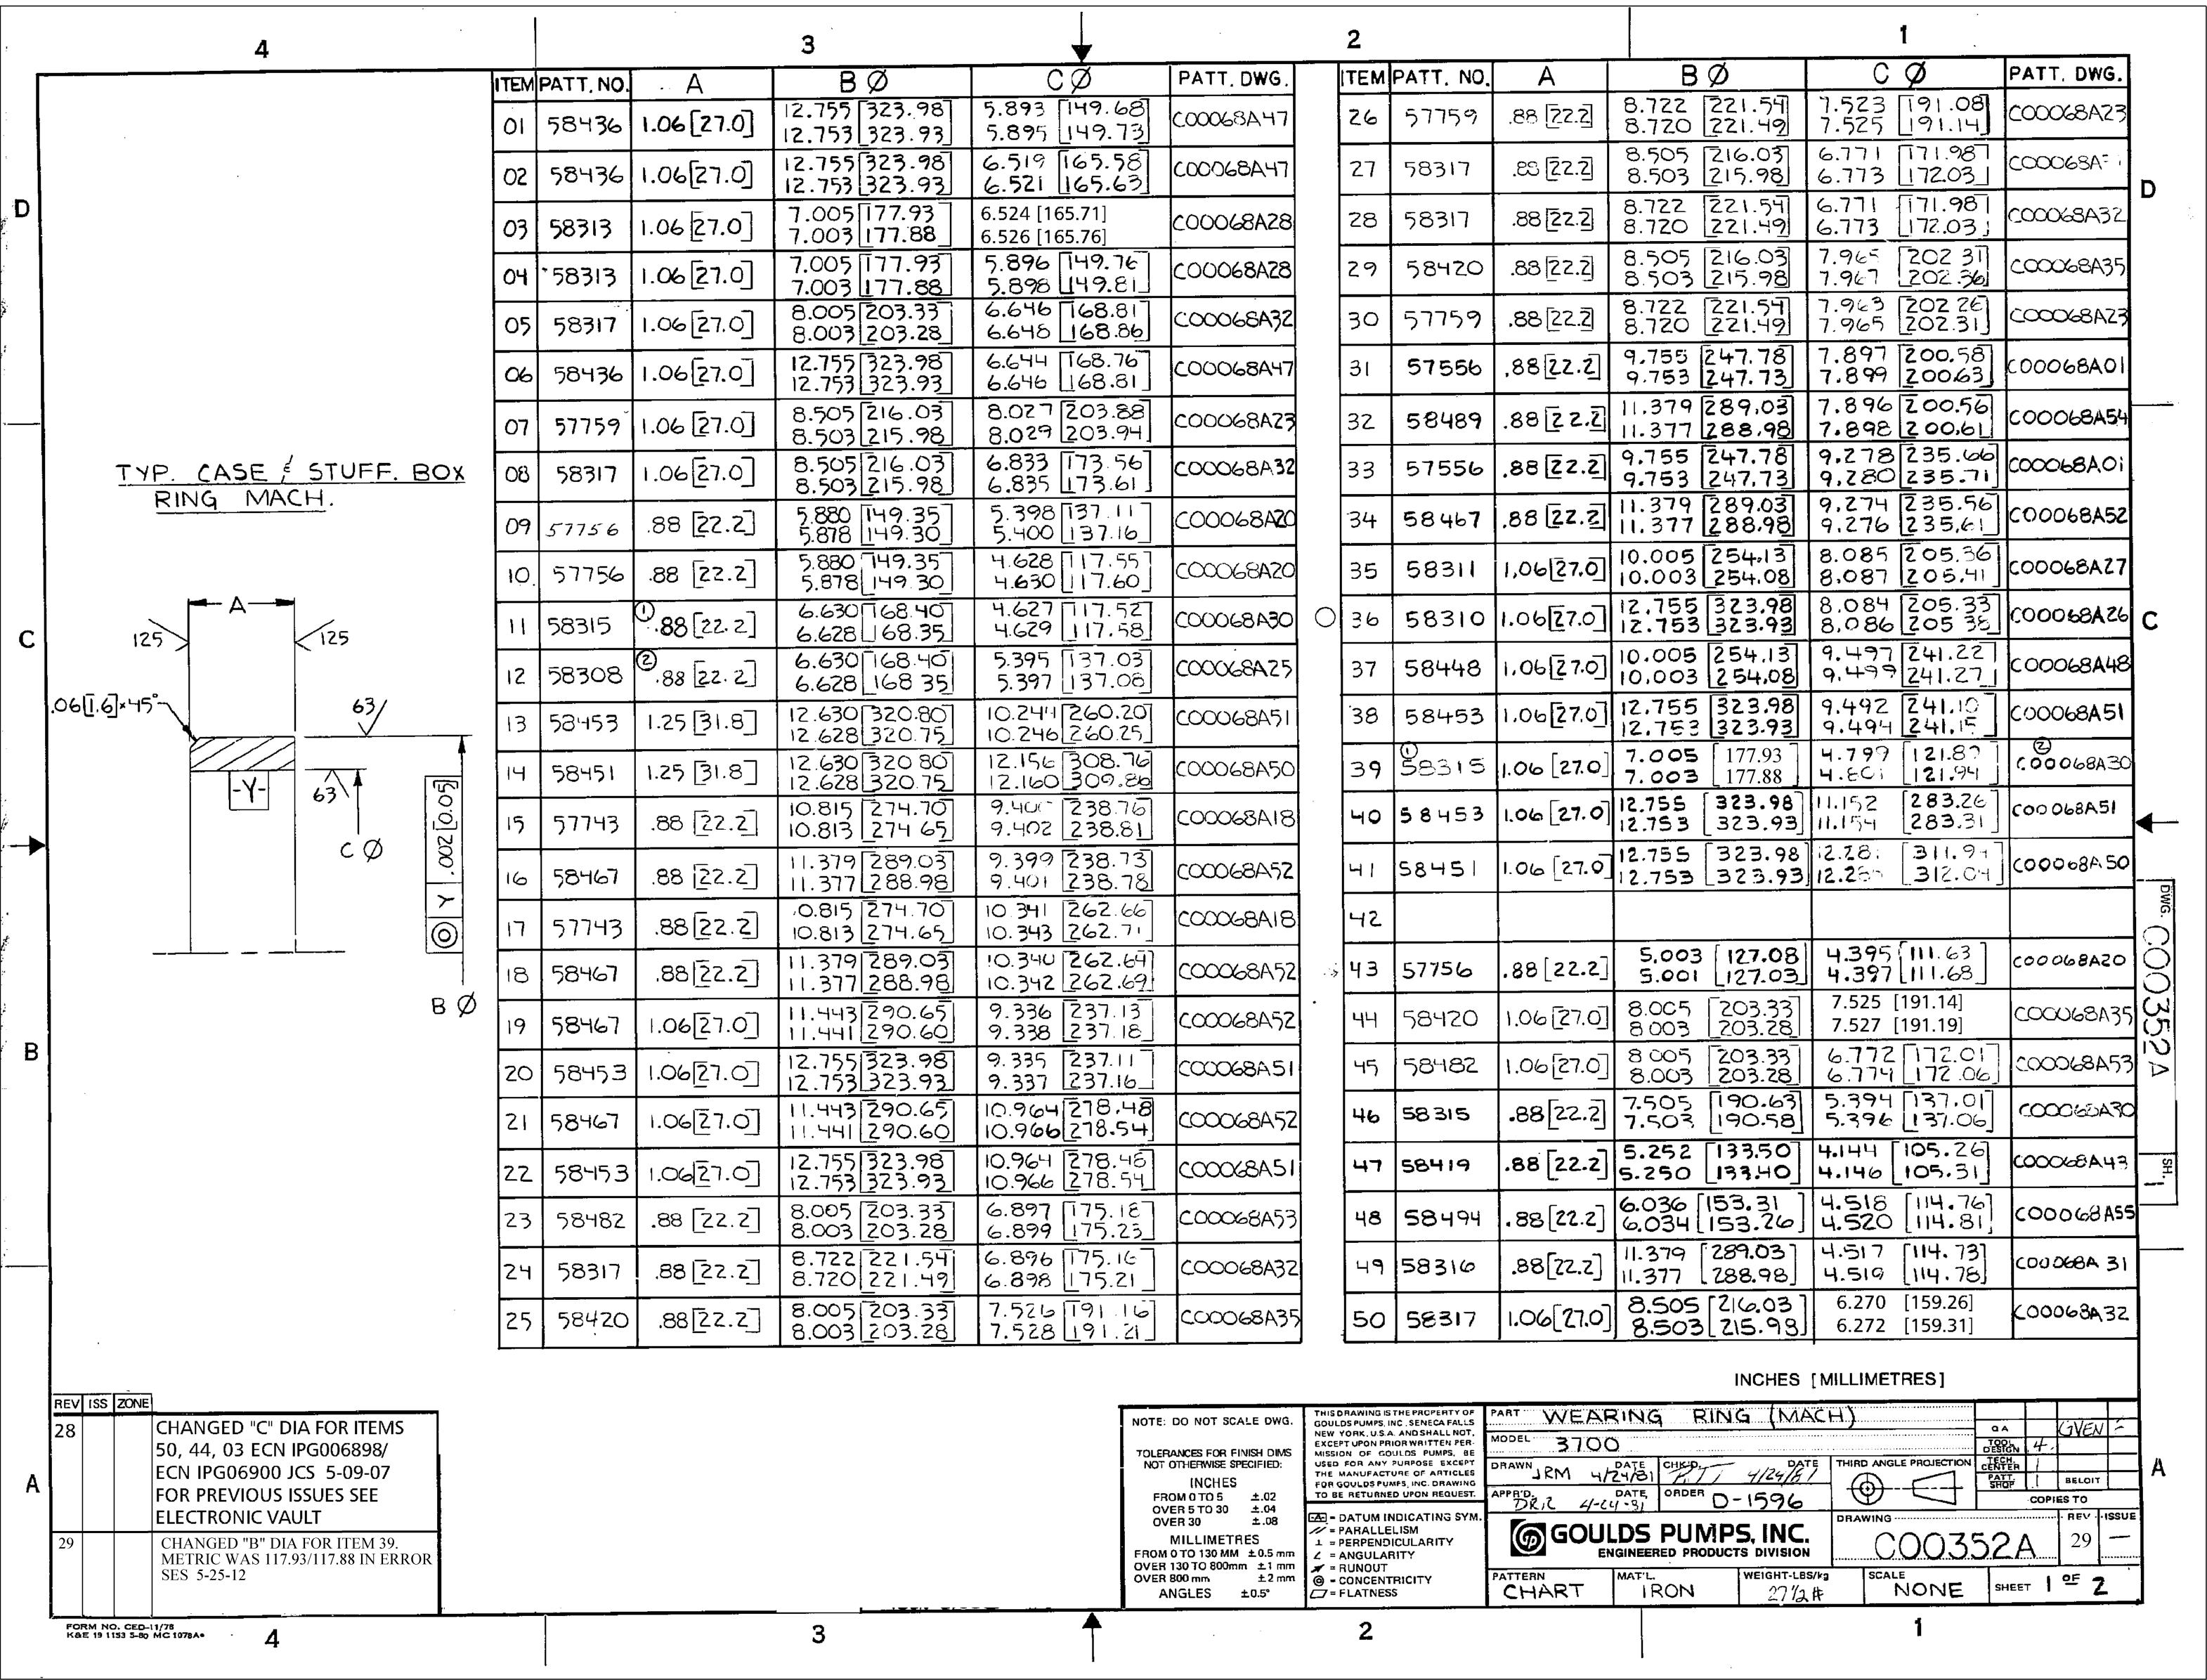 4 3 2 1
TYP. CASE & STUFF. BOX
RING MACH.
A
125 125
.06[1.6]×45°
63
-Y-
63
C Ø
◎ Y .002[0.05]
B Ø
ITEM PATT. NO. A B Ø C Ø PATT. DWG.
01 58436 1.06[27.0] 12.755 [323.98] 5.893 [149.68] C00068A47
12.753 [323.93] 5.895 [149.73]
02 58436 1.06[27.0] 12.755 [323.98] 6.519 [165.58] C00068A47
12.753 [323.93] 6.521 [165.63]
03 58313 1.06[27.0] 7.005 [177.93] 6.524 [165.71] C00068A28
7.003 [177.88] 6.526 [165.76]
04 58313 1.06[27.0] 7.005 [177.93] 5.896 [149.76] C00068A28
7.003 [177.88] 5.898 [149.81]
05 58317 1.06[27.0] 8.005 [203.33] 6.646 [168.81] C00068A32
8.003 [203.28] 6.648 [168.86]
06 58436 1.06[27.0] 12.755 [323.98] 6.644 [168.76] C00068A47
12.753 [323.93] 6.646 [168.81]
07 57759 1.06[27.0] 8.505 [216.03] 8.027 [203.88] C00068A23
8.503 [215.98] 8.029 [203.94]
08 58317 1.06[27.0] 8.505 [216.03] 6.833 [173.56] C00068A32
8.503 [215.98] 6.835 [173.61]
09 57756 .88 [22.2] 5.880 [149.35] 5.398 [137.11] C00068A20
5.878 [149.30] 5.400 [137.16]
10. 57756 .88 [22.2] 5.880 [149.35] 4.628 [117.55] C00068A20
5.878 [149.30] 4.630 [117.60]
11 58315 ① .88 [22.2] 6.630 [168.40] 4.627 [117.52] C00068A30
6.628 [168.35] 4.629 [117.58]
12 58308 ② .88 [22.2] 6.630 [168.40] 5.395 [137.03] C00068A25
6.628 [168 35] 5.397 [137.08]
13 58453 1.25 [31.8] 12.630 [320.80] 10.244 [260.20] C00068A51
12.628 [320.75] 10.246 [260.25]
14 58451 1.25 [31.8] 12.630 [320 80] 12.156 [308.76] C00068A50
12.628 [320.75] 12.160 [309.86]
15 57743 .88 [22.2] 10.815 [274.70] [238.76] C00068A18
10.813 [274 65] 9.402 [238.81]
16 58467 .88 [22.2] 11.379 [289.03] 9.399 [238.73] C00068A52
11.377 [288.98] 9.401 [238.78]
17 57743 .88 [22.2] .0.815 [274.70] 10.341 [262.66] C00068A18
10.813 [274.65] 10.343 [262.71]
18 58467 .88 [22.2] 11.379 [289.03] 10.340 [262.64] C00068A52
11.377 [288.98] 10.342 [262.69]
19 58467 1.06[27.0] 11.443 [290.65] 9.336 [237.13] C00068A52
11.441 [290.60] 9.338 [237.18]
20 58453 1.06[27.0] 12.755 [323.98] 9.335 [237.11] C00068A51
12.753 [323.93] 9.337 [237.16]
21 58467 1.06[27.0] 11.443 [290.65] 10.964 [278.48] C00068A52
11.441 [290.60] 10.966 [278.54]
22 58453 1.06[27.0] 12.755 [323.98] 10.964 [278.48] C00068A51
12.753 [323.93] 10.966 [278.54]
23 58482 .88 [22.2] 8.005 [203.33] 6.897 [175.18] C00068A53
8.003 [203.28] 6.899 [175.23]
24 58317 .88 [22.2] 8.722 [221.54] 6.896 [175.16] C00068A32
8.720 [221.49] 6.898 [175.21]
25 58420 .88[22.2] 8.005 [203.33] 7.526 [191.16] C00068A35
8.003 [203.28] 7.528 [191.21]
ITEM PATT. NO. A B Ø C Ø PATT. DWG.
26 57759 .88 [22.2] 8.722 [221.54] 7.523 [191.08] C00068A23
8.720 [221.49] 7.525 [191.14]
27 58317 .88 [22.2] 8.505 [216.03] 6.771 [171.98]
8.503 [215.98] 6.773 [172.03]
28 58317 .88 [22.2] 8.722 [221.54] 6.771 [171.98] C00068A32
8.720 [221.49] 6.773 [172.03]
29 58420 .88 [22.2] 8.505 [216.03] 7.965 [202 31] C00068A35
8.503 [215.98] 7.967 [202.36]
30 57759 .88 [22.2] 8.722 [221.54] 7.963 [202.26] C00068A23
8.720 [221.49] 7.965 [202.31]
31 57556 .88[22.2] 9.755 [247.78] 7.897 [200.58] C00068A01
9.753 [247.73] 7.899 [200.63]
32 58489 .88 [22.2] 11.379 [289.03] 7.896 [200.56] C00068A54
11.377 [288.98] 7.898 [200.61]
33 57556 .88 [22.2] 9.755 [247.78] 9.278 [235.66] C00068A01
9.753 [247.73] 9.280 [235.71]
34 58467 .88 [22.2] 11.379 [289.03] 9.274 [235.56] C00068A52
11.377 [288.98] 9.276 [235.61]
35 58311 1.06[27.0] 10.005 [254.13] 8.085 [205.36] C00068A27
10.003 [254.08] 8.087 [205.41]
36 58310 1.06[27.0] 12.755 [323.98] 8.084 [205.33] C00068A26
12.753 [323.93] 8.086 [205 38]
37 58448 1.06[27.0] 10.005 [254.13] 9.497 [241.22] C00068A48
10.003 [254.08] 9.499 [241.27]
38 58453 1.06[27.0] 12.755 [323.98] 9.492 [241.10] C00068A51
12.753 [323.93] 9.494 [241.15]
39 ① 58315 1.06 [27.0] 7.005 [177.93] 4.799 [121.89] ② C00068A30
7.003 [177.88] 4.801 [121.94]
40 58453 1.06 [27.0] 12.755 [323.98] 11.152 [283.26] C00068A51
12.753 [323.93] 11.154 [283.31]
41 58451 1.06 [27.0] 12.755 [323.98] [311.94] C00068A50
12.753 [323.93] [312.04]
42
43 57756 .88 [22.2] 5.003 [127.08] 4.395 [111.63] C00068A20
5.001 [127.03] 4.397 [111.68]
44 58420 1.06[27.0] 8.005 [203.33] 7.525 [191.14] C00068A35
8 003 [203.28] 7.527 [191.19]
45 58482 1.06[27.0] 8 005 [203.33] 6.772 [172.01] C00068A53
8.003 [203.28] 6.774 [172.06]
46 58315 .88 [22.2] 7.505 [190.63] 5.394 [137.01] C00068A30
7.503 [190.58] 5.396 [137.06]
47 58419 .88 [22.2] 5.252 [133.50] 4.144 [105.26] C00068A43
5.250 [133.40] 4.146 [105.31]
48 58494 .88 [22.2] 6.036 [153.31] 4.518 [114.76] C00068A55
6.034 [153.26] 4.520 [114.81]
49 58316 .88[22.2] 11.379 [289.03] 4.517 [114.73] C00068A 31
11.377 [288.98] 4.519 [114.78]
50 58317 1.06[27.0] 8.505 [216.03] 6.270 [159.26] C00068A32
8.503 [215.98] 6.272 [159.31]
D D
C C
B
A A
DWG. C00352A SH. 1
INCHES [MILLIMETRES]
REV ISS ZONE
28 CHANGED "C" DIA FOR ITEMS
50, 44, 03 ECN IPG006898/
ECN IPG06900 JCS 5-09-07
FOR PREVIOUS ISSUES SEE
ELECTRONIC VAULT
29 CHANGED "B" DIA FOR ITEM 39.
METRIC WAS 117.93/117.88 IN ERROR
SES 5-25-12
FORM NO. CED-11/78
K&E 19 1153 5-80 MC 1078A
NOTE: DO NOT SCALE DWG.
TOLERANCES FOR FINISH DIMS
NOT OTHERWISE SPECIFIED:
INCHES
FROM 0 TO 5 ±.02
OVER 5 TO 30 ±.04
OVER 30 ±.08
MILLIMETRES
FROM 0 TO 130 MM ±0.5 mm
OVER 130 TO 800mm ±1 mm
OVER 800 mm ±2 mm
ANGLES ±0.5°
THIS DRAWING IS THE PROPERTY OF
GOULDS PUMPS, INC. SENECA FALLS
NEW YORK, U.S.A. AND SHALL NOT,
EXCEPT UPON PRIOR WRITTEN PER-
MISSION OF GOULDS PUMPS, BE
USED FOR ANY PURPOSE EXCEPT
THE MANUFACTURE OF ARTICLES
FOR GOULDS PUMPS, INC. DRAWING
TO BE RETURNED UPON REQUEST.
-A- = DATUM INDICATING SYM.
// = PARALLELISM
⊥ = PERPENDICULARITY
∠ = ANGULARITY
↗ = RUNOUT
◎ = CONCENTRICITY
▱ = FLATNESS
PART WEARING RING (MACH)
MODEL 3700
DRAWN JRM DATE 4/24/81 CHK'D. DATE 4/24/81
APPR'D. DATE ORDER D-1596
THIRD ANGLE PROJECTION
QA GVEN
TOOL DESIGN 4
TECH. CENTER 1
PATT. SHOP 1 BELOIT
COPIES TO
GOULDS PUMPS, INC.
ENGINEERED PRODUCTS DIVISION
DRAWING C00352A REV 29 ISSUE —
PATTERN CHART MAT'L. IRON WEIGHT-LBS/Kg 27½# SCALE NONE SHEET 1 OF 2
4 3 2 1